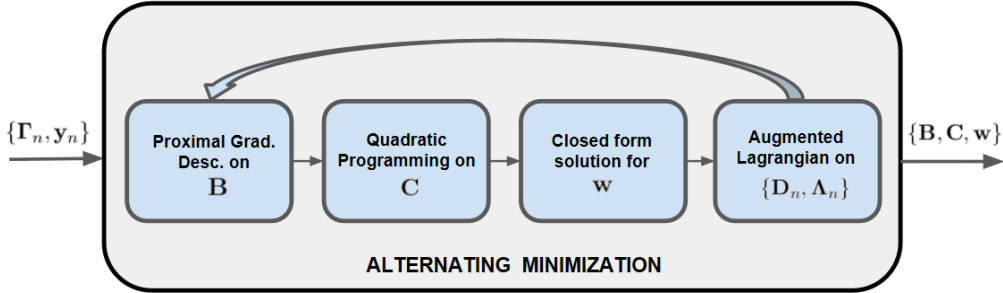 {Γₙ, yₙ}
Proximal Grad.
Desc. on
B
Quadratic
Programming on
C
Closed form
solution for
w
Augmented
Lagrangian on
{Dₙ, Λₙ}
{B, C, w}
ALTERNATING MINIMIZATION